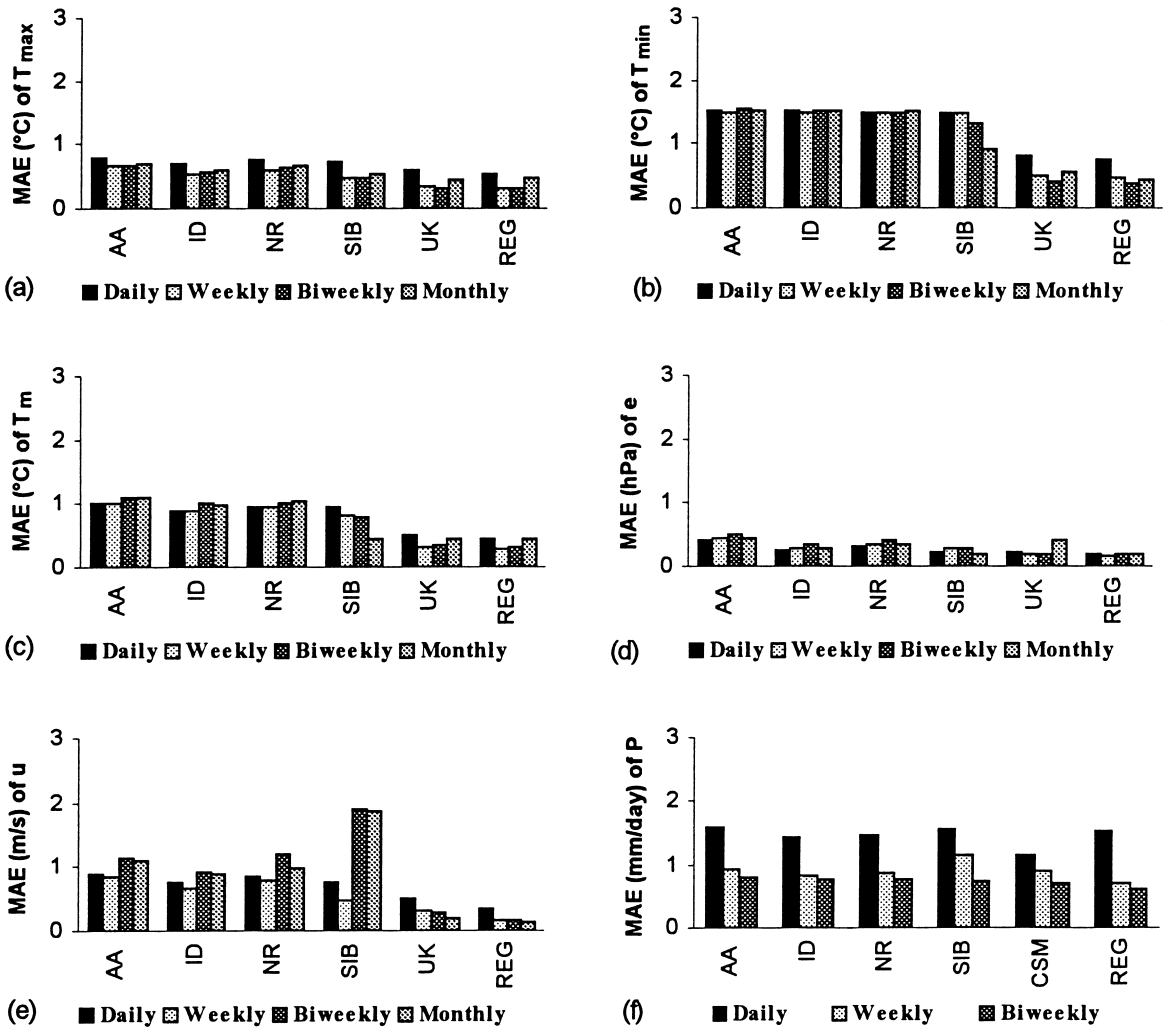 MAE (°C) of Tmax
3
2
1
0
AA ID NR SIB UK REG
(a) Daily Weekly Biweekly Monthly
MAE (°C) of Tmin
3
2
1
0
AA ID NR SIB UK REG
(b) Daily Weekly Biweekly Monthly
MAE (°C) of Tm
3
2
1
0
AA ID NR SIB UK REG
(c) Daily Weekly Biweekly Monthly
MAE (hPa) of e
3
2
1
0
AA ID NR SIB UK REG
(d) Daily Weekly Biweekly Monthly
MAE (m/s) of u
3
2
1
0
AA ID NR SIB UK REG
(e) Daily Weekly Biweekly Monthly
MAE (mm/day) of P
3
2
1
0
AA ID NR SIB CSM REG
(f) Daily Weekly Biweekly